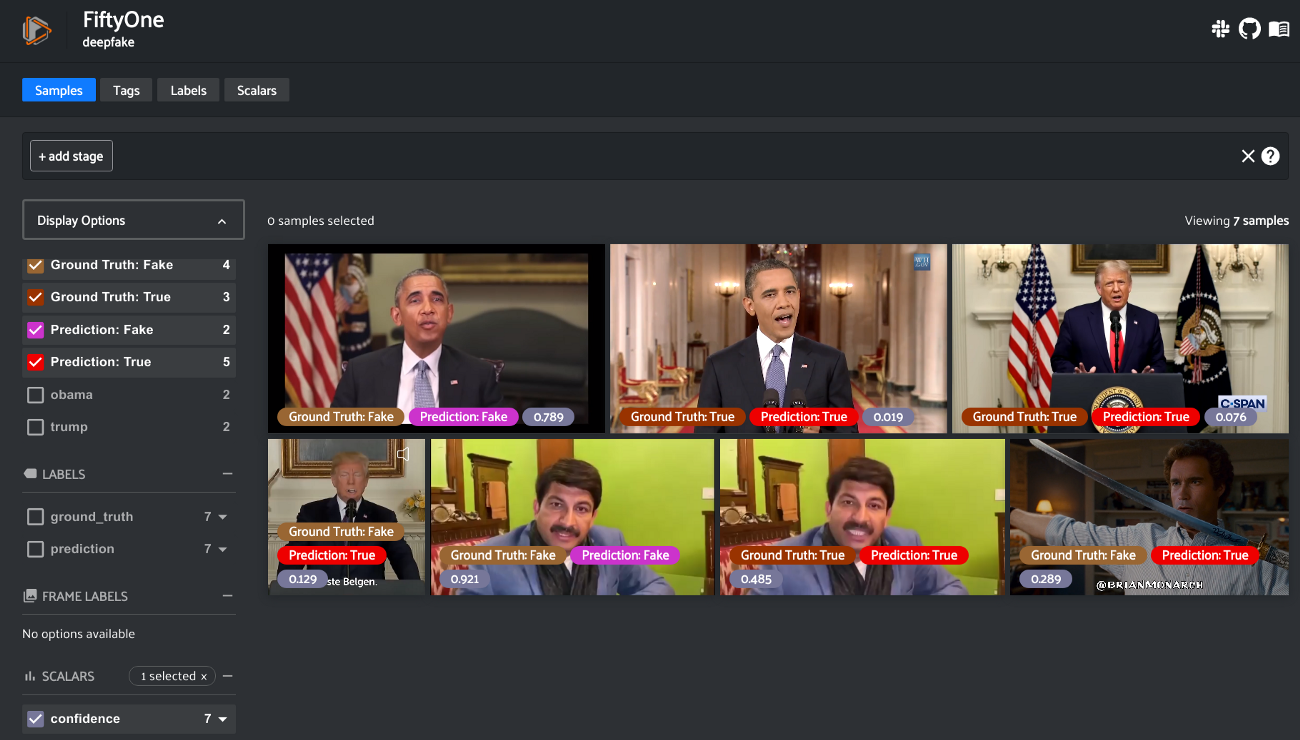 FiftyOne
deepfake
Samples Tags Labels Scalars
+ add stage
Display Options
0 samples selected
Viewing 7 samples
Ground Truth: Fake 4
Ground Truth: True 3
Prediction: Fake 2
Prediction: True 5
obama 2
trump 2
LABELS
ground_truth 7
prediction 7
FRAME LABELS
No options available
SCALARS 1 selected x
confidence 7
Ground Truth: Fake Prediction: Fake 0.789
Ground Truth: True Prediction: True 0.019
C-SPAN
Ground Truth: True Prediction: True 0.076
Ground Truth: Fake
Prediction: True
0.129 ste Belgen.
Ground Truth: Fake Prediction: Fake
0.921
Ground Truth: True Prediction: True
0.485
Ground Truth: Fake Prediction: True
0.289
@BRIANMONARCH